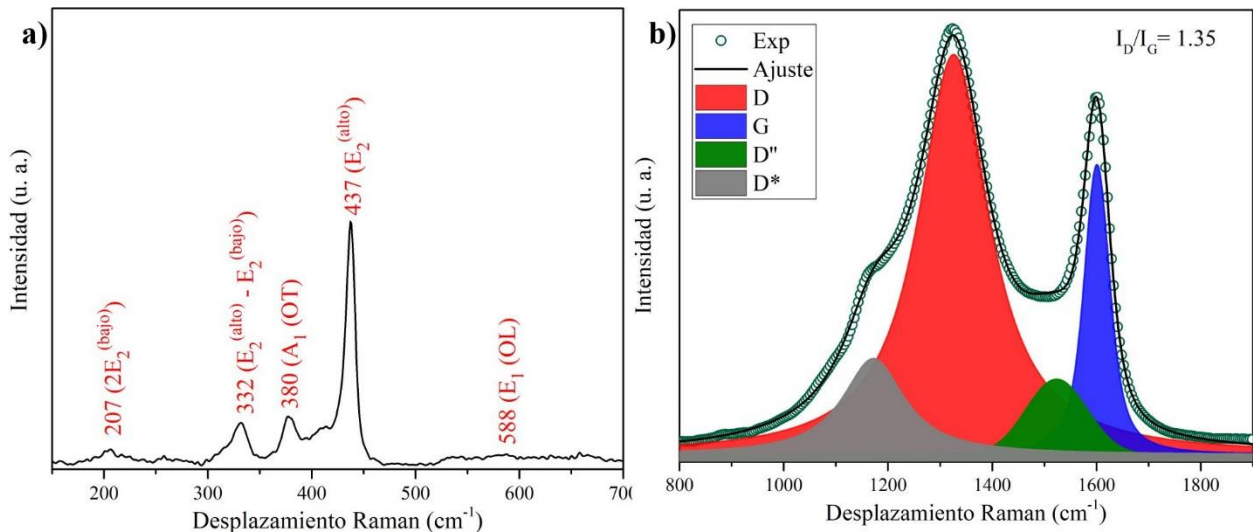 a)
Intensidad (u. a.)
207 (2E₂⁽ᵇᵃʲᵒ⁾)
332 (E₂⁽ᵃˡᵗᵒ⁾ - E₂⁽ᵇᵃʲᵒ⁾)
380 (A₁ (OT)
437 (E₂⁽ᵃˡᵗᵒ⁾)
588 (E₁ (OL)
200 300 400 500 600 700
Desplazamiento Raman (cm⁻¹)
b)
Exp
Ajuste
D
G
D"
D*
I_D/I_G= 1.35
Intensidad (u. a.)
800 1000 1200 1400 1600 1800
Desplazamiento Raman (cm⁻¹)